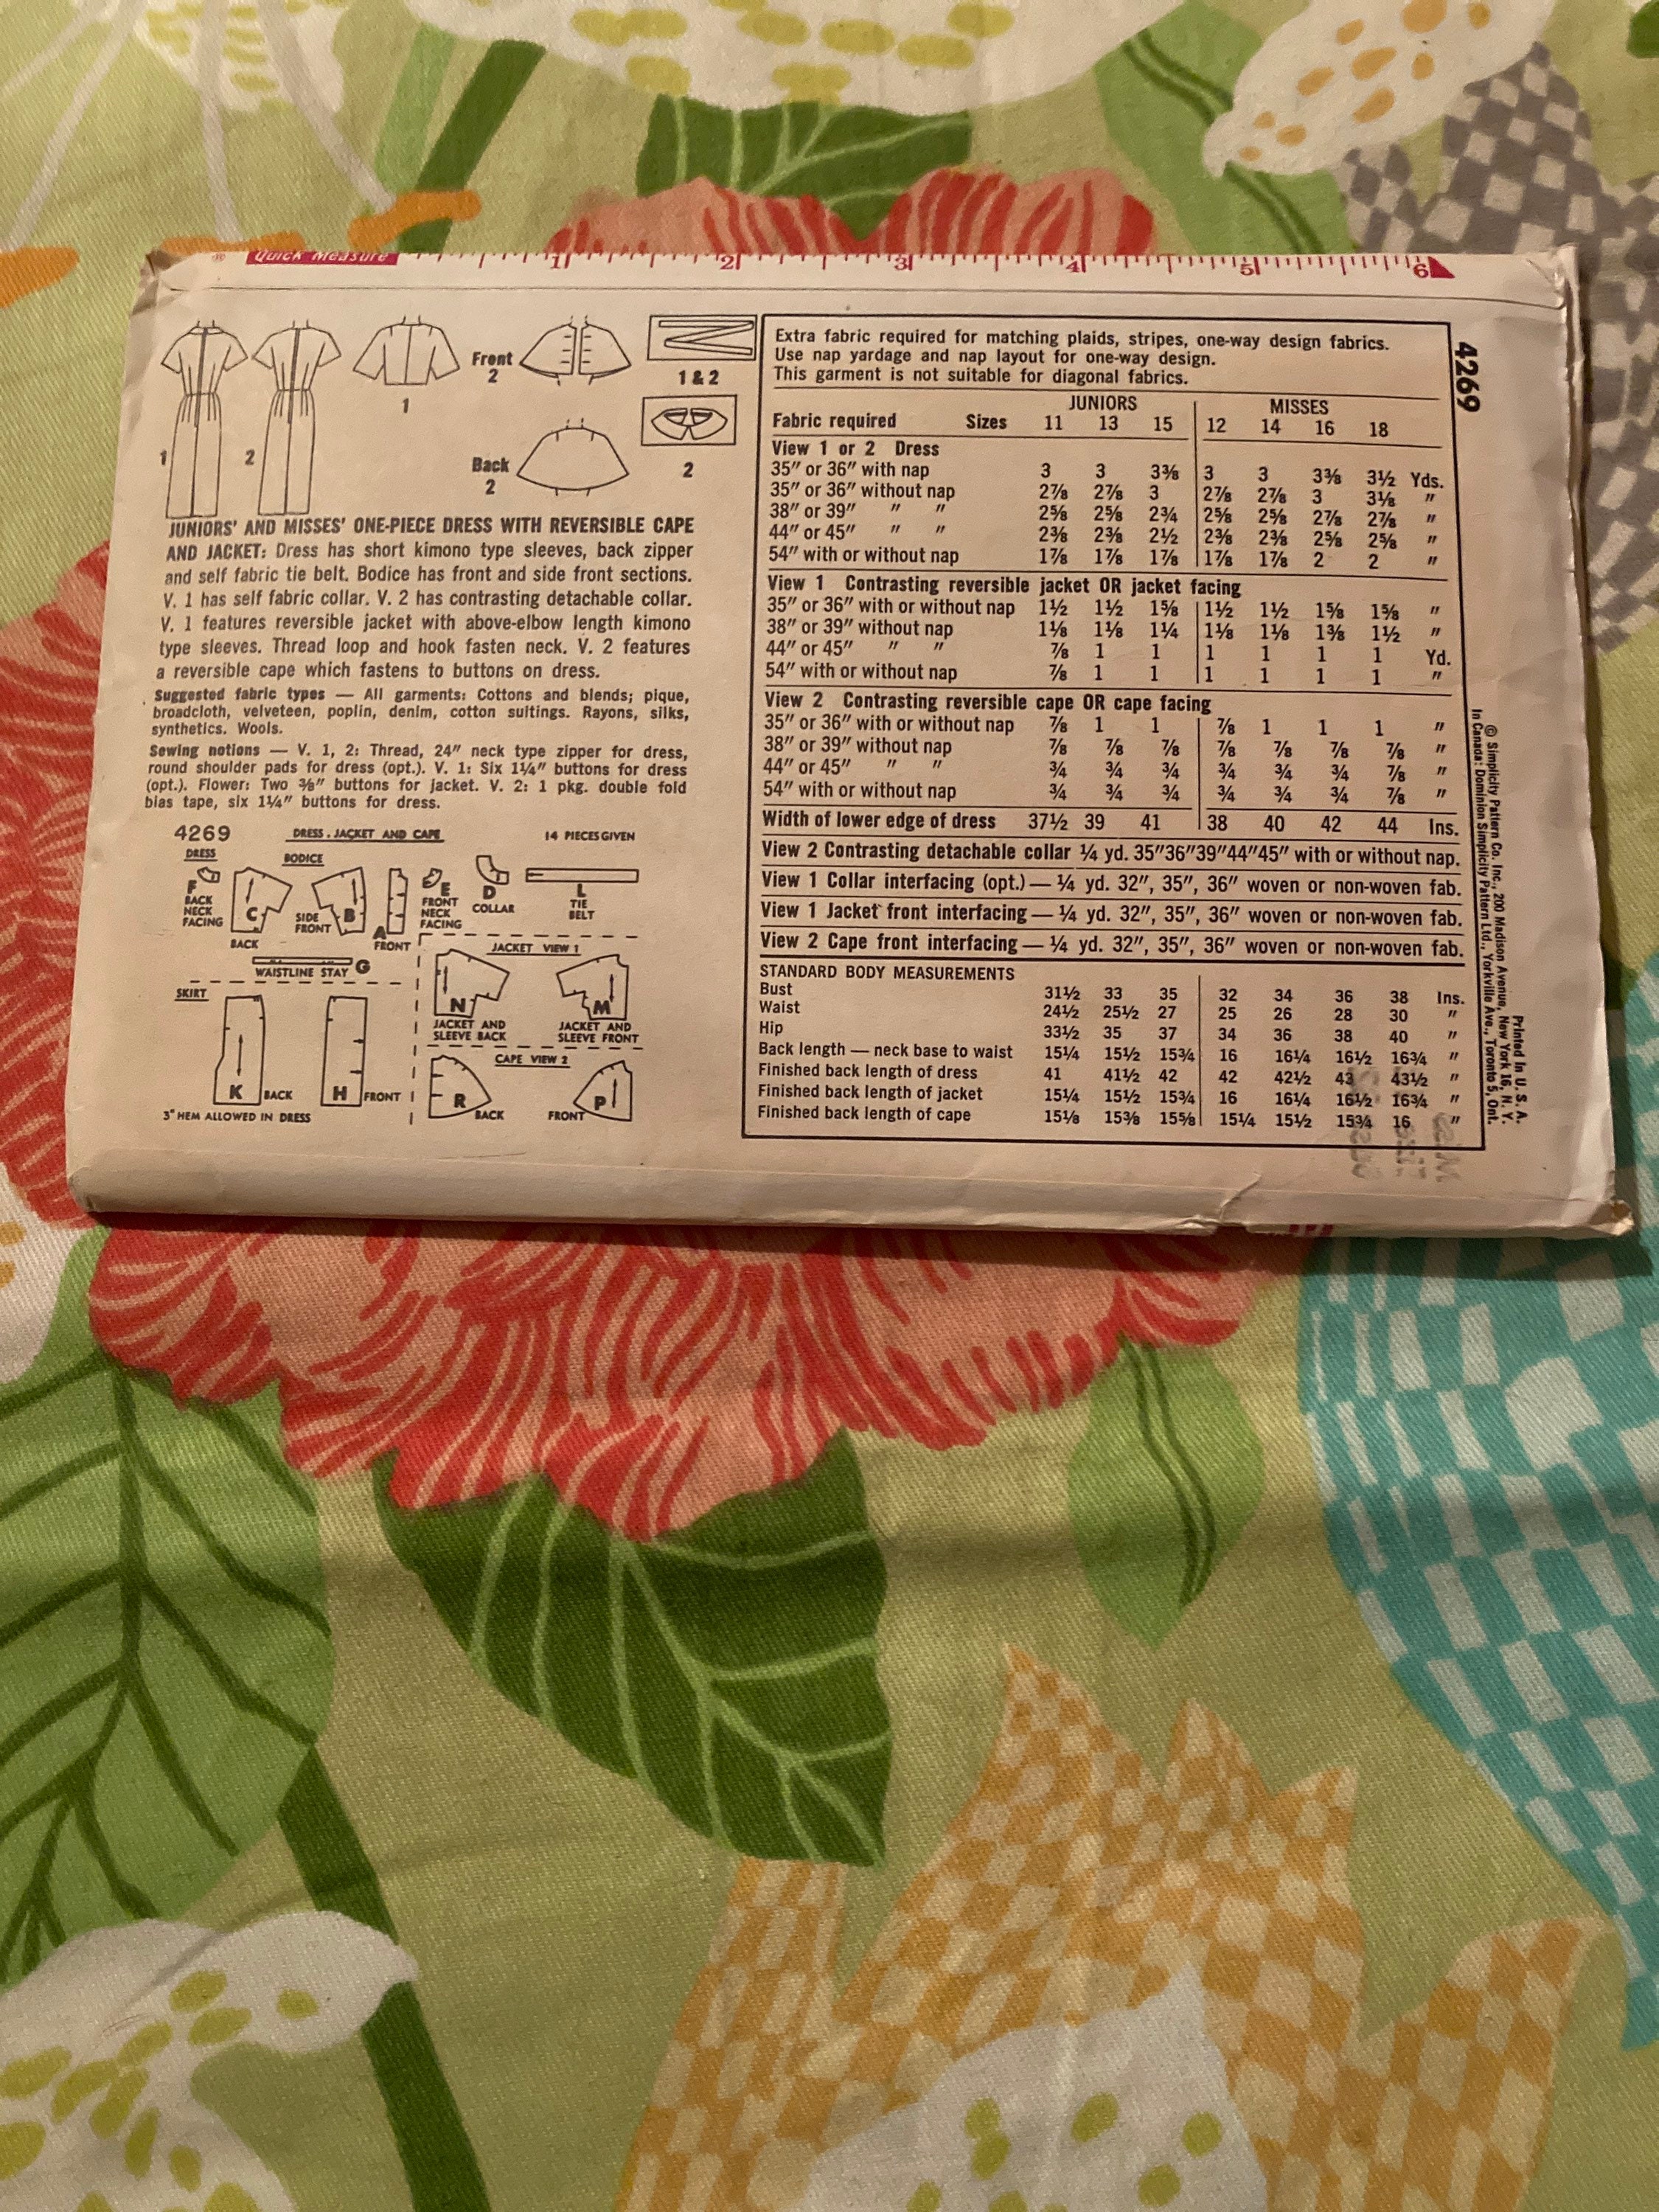 ® Quick Measure 1 2 3 4 5 6
1
2
1
Front
2
Back
2
1 & 2
2
JUNIORS' AND MISSES' ONE-PIECE DRESS WITH REVERSIBLE CAPE
AND JACKET: Dress has short kimono type sleeves, back zipper
and self fabric tie belt. Bodice has front and side front sections.
V. 1 has self fabric collar. V. 2 has contrasting detachable collar.
V. 1 features reversible jacket with above-elbow length kimono
type sleeves. Thread loop and hook fasten neck. V. 2 features
a reversible cape which fastens to buttons on dress.
Suggested fabric types — All garments: Cottons and blends; pique,
broadcloth, velveteen, poplin, denim, cotton suitings. Rayons, silks,
synthetics. Wools.
Sewing notions — V. 1, 2: Thread, 24" neck type zipper for dress,
round shoulder pads for dress (opt.). V. 1: Six 1¼" buttons for dress
(opt.). Flower: Two ⅜" buttons for jacket. V. 2: 1 pkg. double fold
bias tape, six 1¼" buttons for dress.
4269 DRESS, JACKET AND CAPE 14 PIECES GIVEN
DRESS
BODICE
F
BACK
NECK
FACING
C
BACK
SIDE
FRONT
B
A
FRONT
E
FRONT
NECK
FACING
D
COLLAR
L
TIE
BELT
WAISTLINE STAY G
JACKET VIEW 1
N
JACKET AND
SLEEVE BACK
M
JACKET AND
SLEEVE FRONT
SKIRT
K BACK
H FRONT
3" HEM ALLOWED IN DRESS
CAPE VIEW 2
R
BACK
FRONT
P
Extra fabric required for matching plaids, stripes, one-way design fabrics.
Use nap yardage and nap layout for one-way design.
This garment is not suitable for diagonal fabrics.
JUNIORS MISSES
Fabric required Sizes 11 13 15 12 14 16 18
View 1 or 2 Dress
35" or 36" with nap 3 3 3⅜ 3 3 3⅜ 3½ Yds.
35" or 36" without nap 2⅞ 2⅞ 3 2⅞ 2⅞ 3 3⅛ "
38" or 39" " " 2⅝ 2⅝ 2¾ 2⅝ 2⅝ 2⅞ 2⅞ "
44" or 45" " " 2⅜ 2⅜ 2½ 2⅜ 2⅜ 2⅝ 2⅝ "
54" with or without nap 1⅞ 1⅞ 1⅞ 1⅞ 1⅞ 2 2 "
View 1 Contrasting reversible jacket OR jacket facing
35" or 36" with or without nap 1½ 1½ 1⅝ 1½ 1½ 1⅝ 1⅝ "
38" or 39" without nap 1⅛ 1⅛ 1¼ 1⅛ 1⅛ 1⅜ 1½ "
44" or 45" " " ⅞ 1 1 1 1 1 1 Yd.
54" with or without nap ⅞ 1 1 1 1 1 1 "
View 2 Contrasting reversible cape OR cape facing
35" or 36" with or without nap ⅞ 1 1 ⅞ 1 1 1 "
38" or 39" without nap ⅞ ⅞ ⅞ ⅞ ⅞ ⅞ ⅞ "
44" or 45" " " ¾ ¾ ¾ ¾ ¾ ¾ ⅞ "
54" with or without nap ¾ ¾ ¾ ¾ ¾ ¾ ⅞ "
Width of lower edge of dress 37½ 39 41 38 40 42 44 Ins.
View 2 Contrasting detachable collar ¼ yd. 35"36"39"44"45" with or without nap.
View 1 Collar interfacing (opt.) — ¼ yd. 32", 35", 36" woven or non-woven fab.
View 1 Jacket front interfacing — ¼ yd. 32", 35", 36" woven or non-woven fab.
View 2 Cape front interfacing — ¼ yd. 32", 35", 36" woven or non-woven fab.
STANDARD BODY MEASUREMENTS
Bust 31½ 33 35 32 34 36 38 Ins.
Waist 24½ 25½ 27 25 26 28 30 "
Hip 33½ 35 37 34 36 38 40 "
Back length — neck base to waist 15¼ 15½ 15¾ 16 16¼ 16½ 16¾ "
Finished back length of dress 41 41½ 42 42 42½ 43 43½ "
Finished back length of jacket 15¼ 15½ 15¾ 16 16¼ 16½ 16¾ "
Finished back length of cape 15⅛ 15⅜ 15⅝ 15¼ 15½ 15¾ 16 "
4269
© Simplicity Pattern Co. Inc., 200 Madison Avenue, New York 16, N. Y.
In Canada: Dominion Simplicity Pattern Ltd., Yorkville Ave., Toronto 5, Ont.
Printed in U. S. A.